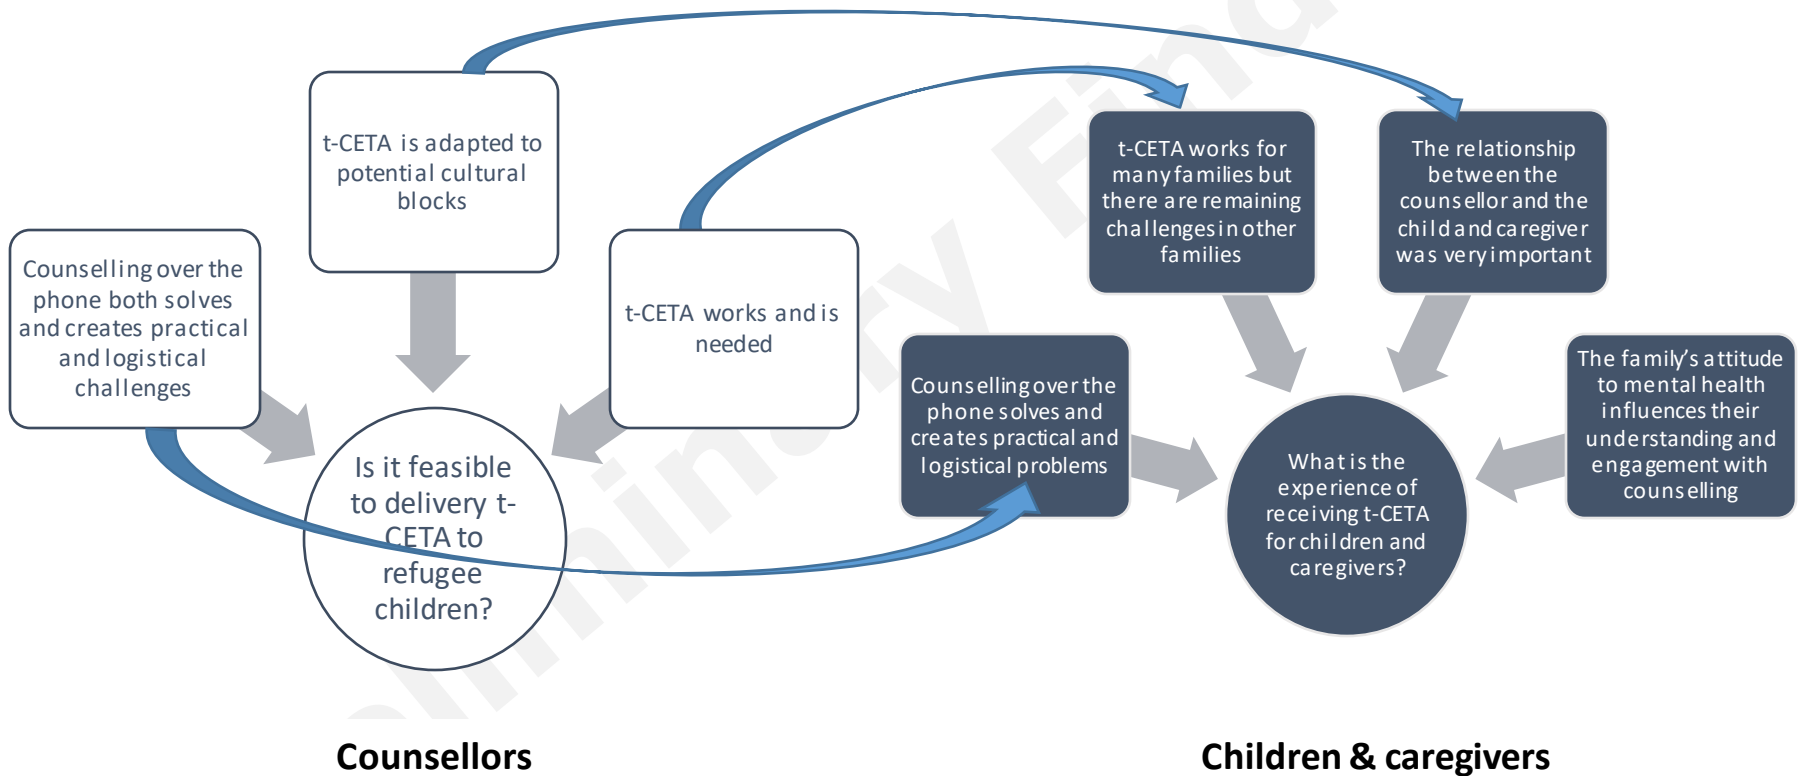 t-CETA is adapted to
potential cultural
blocks
Counselling over the
phone both solves
and creates practical
and logistical
challenges
t-CETA works and is
needed
Is it feasible
to delivery t-
CETA to
refugee
children?
Counsellors
t-CETA works for
many families but
there are remaining
challenges in other
families
The relationship
between the
counsellor and the
child and caregiver
was very important
Counselling over the
phone solves and
creates practical and
logistical problems
The family's attitude
to mental health
influences their
understanding and
engagement with
counselling
What is the
experience of
receiving t-CETA
for children and
caregivers?
Children & caregivers